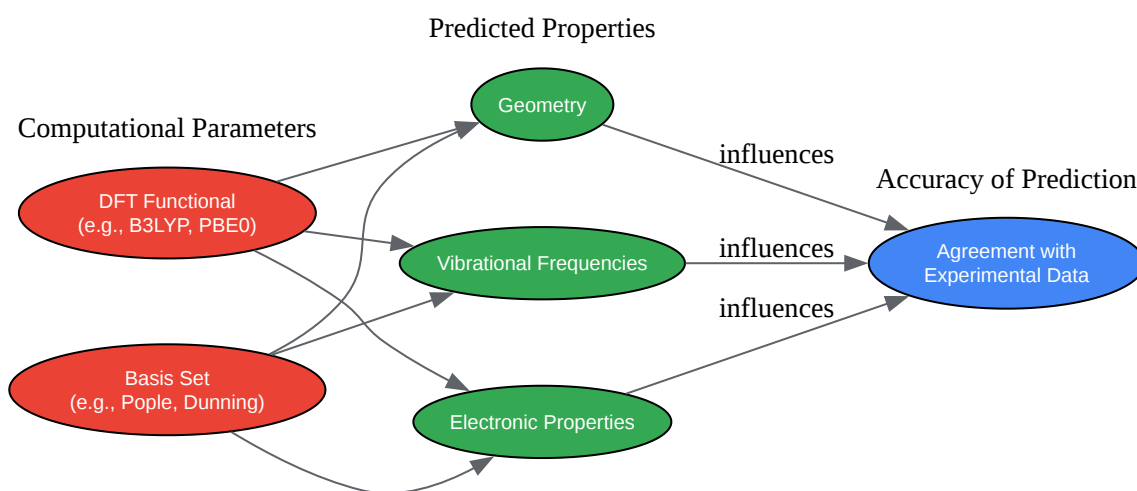 Predicted Properties
Geometry
Computational Parameters
influences
DFT Functional
(e.g., B3LYP, PBE0)
Accuracy of Prediction
Vibrational Frequencies
influences
Agreement with
Experimental Data
influences
Basis Set
(e.g., Pople, Dunning)
Electronic Properties